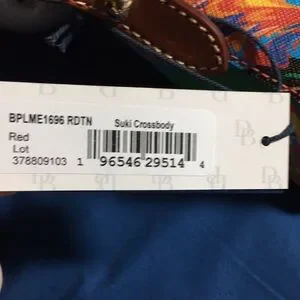 BPLME1696 RDTN Suki Crossbody
Red
Lot
378809103 1 96546 29514 4